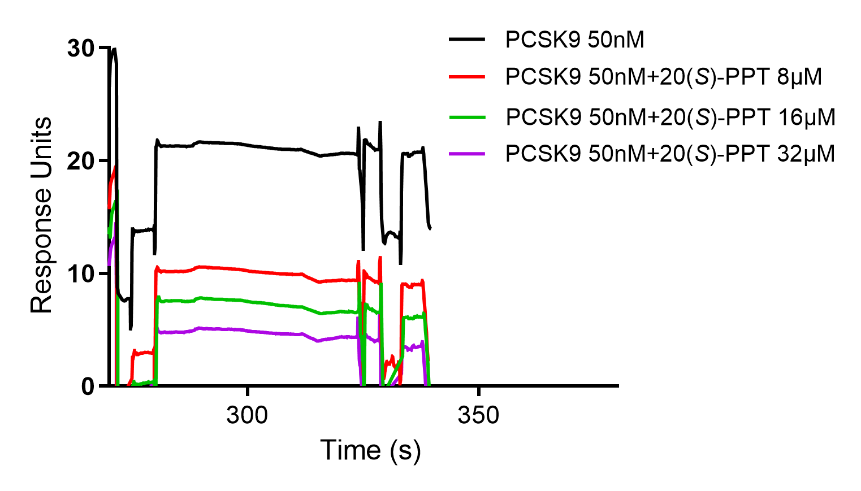 PCSK9 50nM
PCSK9 50nM+20(S)-PPT 8μM
PCSK9 50nM+20(S)-PPT 16μM
PCSK9 50nM+20(S)-PPT 32μM
Response Units
30
20
10
0
300
350
Time (s)